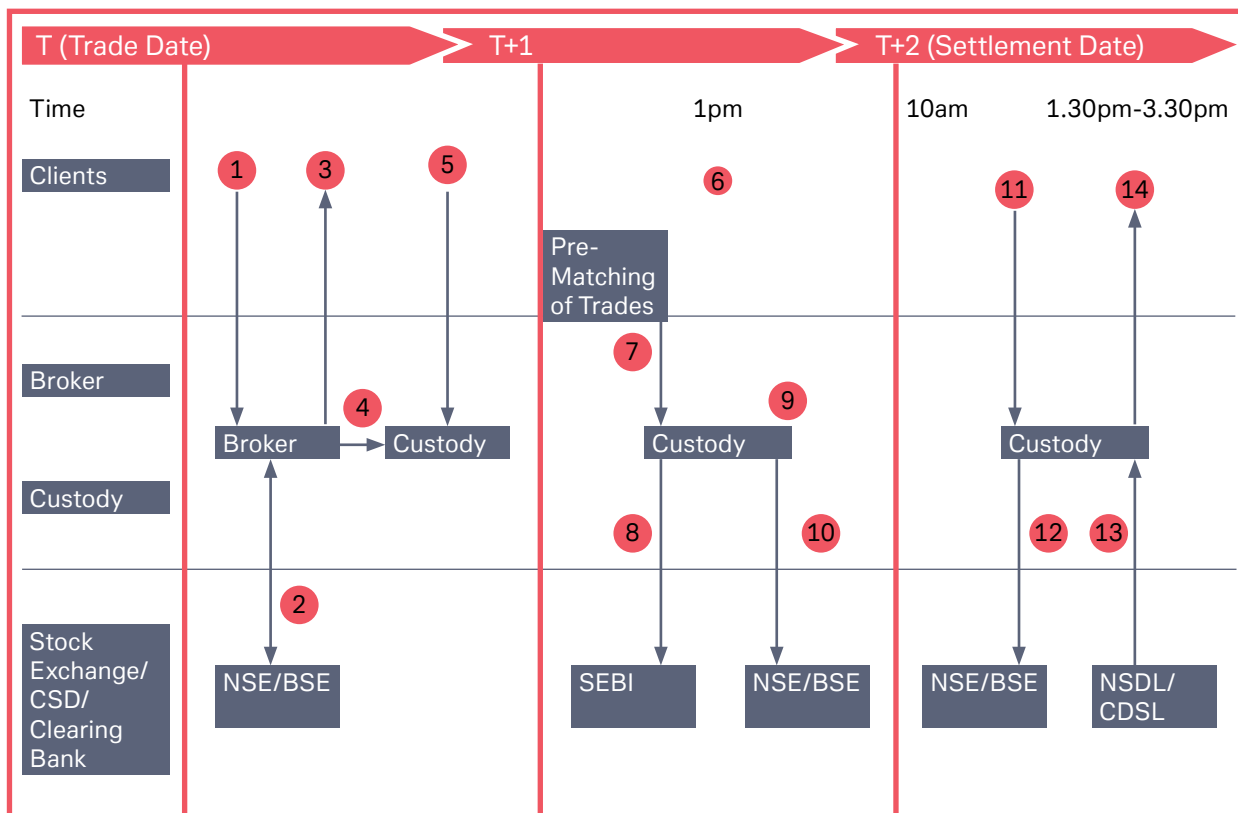 T (Trade Date)
T+1
T+2 (Settlement Date)
Time
1pm
10am
1.30pm-3.30pm
Clients
1
3
5
6
11
14
Pre-
Matching
of Trades
7
Broker
4
9
Broker
Custody
Custody
Custody
Custody
8
10
12
13
2
Stock
Exchange/
CSD/
Clearing
Bank
NSE/BSE
SEBI
NSE/BSE
NSE/BSE
NSDL/
CDSL